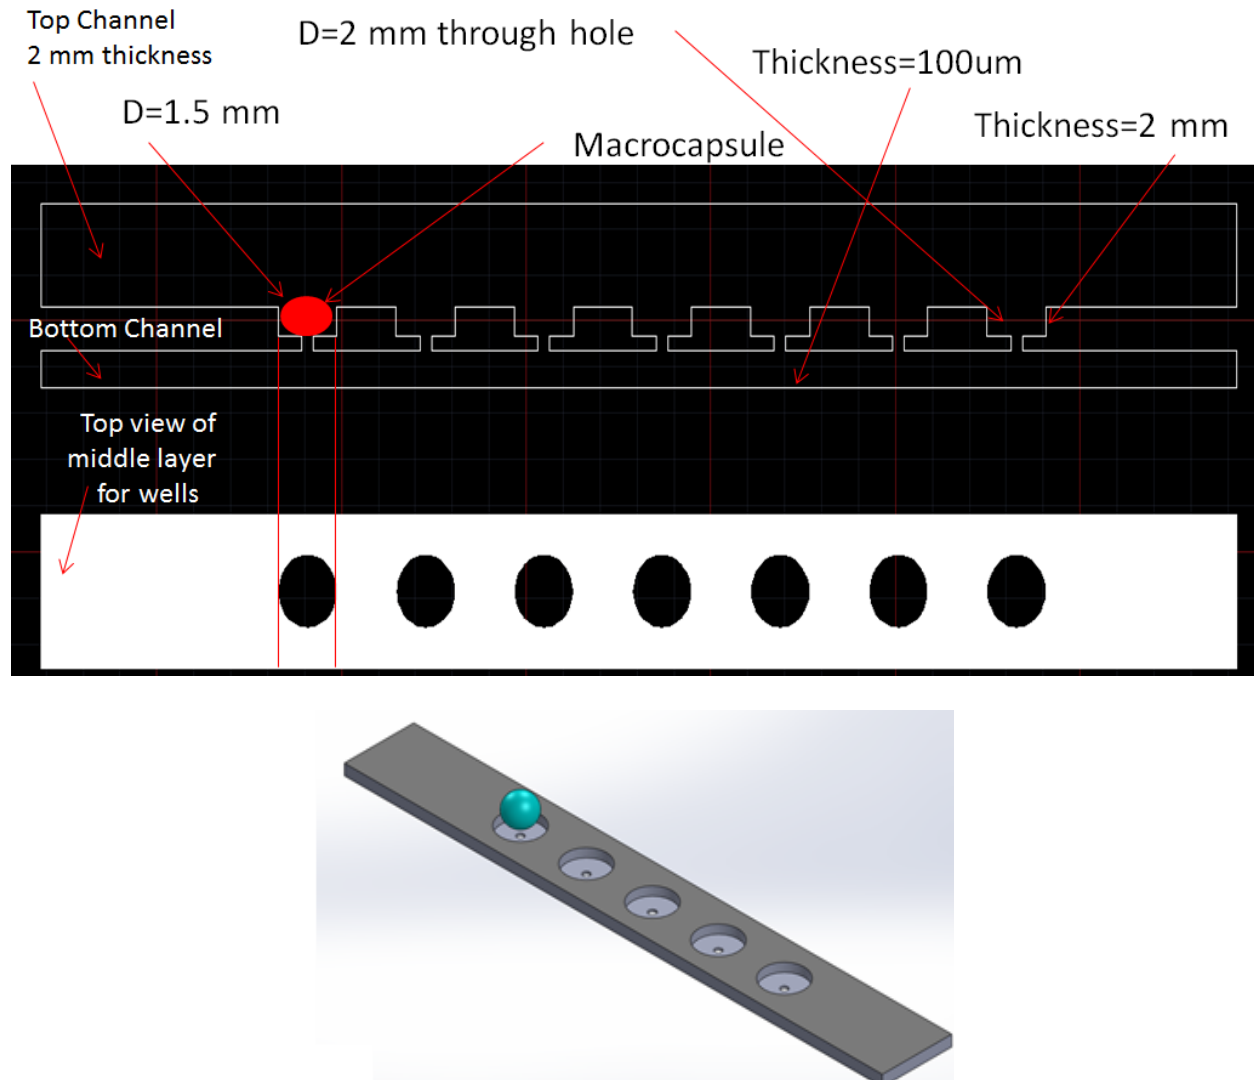 Top Channel
2 mm thickness
D=2 mm through hole
Thickness=100um
D=1.5 mm
Macrocapsule
Thickness=2 mm
Bottom Channel
Top view of
middle layer
for wells